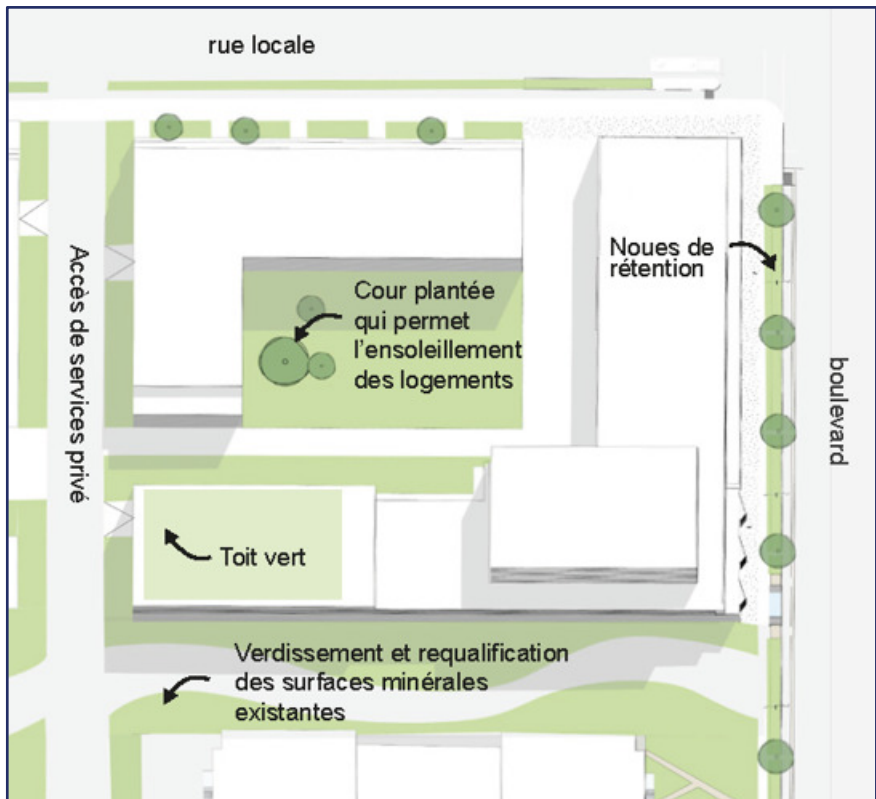 rue locale
Noues de
rétention
Cour plantée
qui permet
l'ensoleillement
des logements
Accès de services privé
boulevard
Toit vert
Verdissement et requalification
des surfaces minérales
existantes